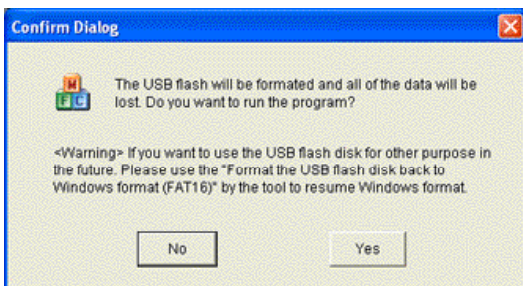 Confirm Dialog
M
F C
The USB flash will be formated and all of the data will be
lost. Do you want to run the program?
<Warning> If you want to use the USB flash disk for other purpose in
the future. Please use the "Format the USB flash disk back to
Windows format (FAT16)" by the tool to resume Windows format.
No
Yes